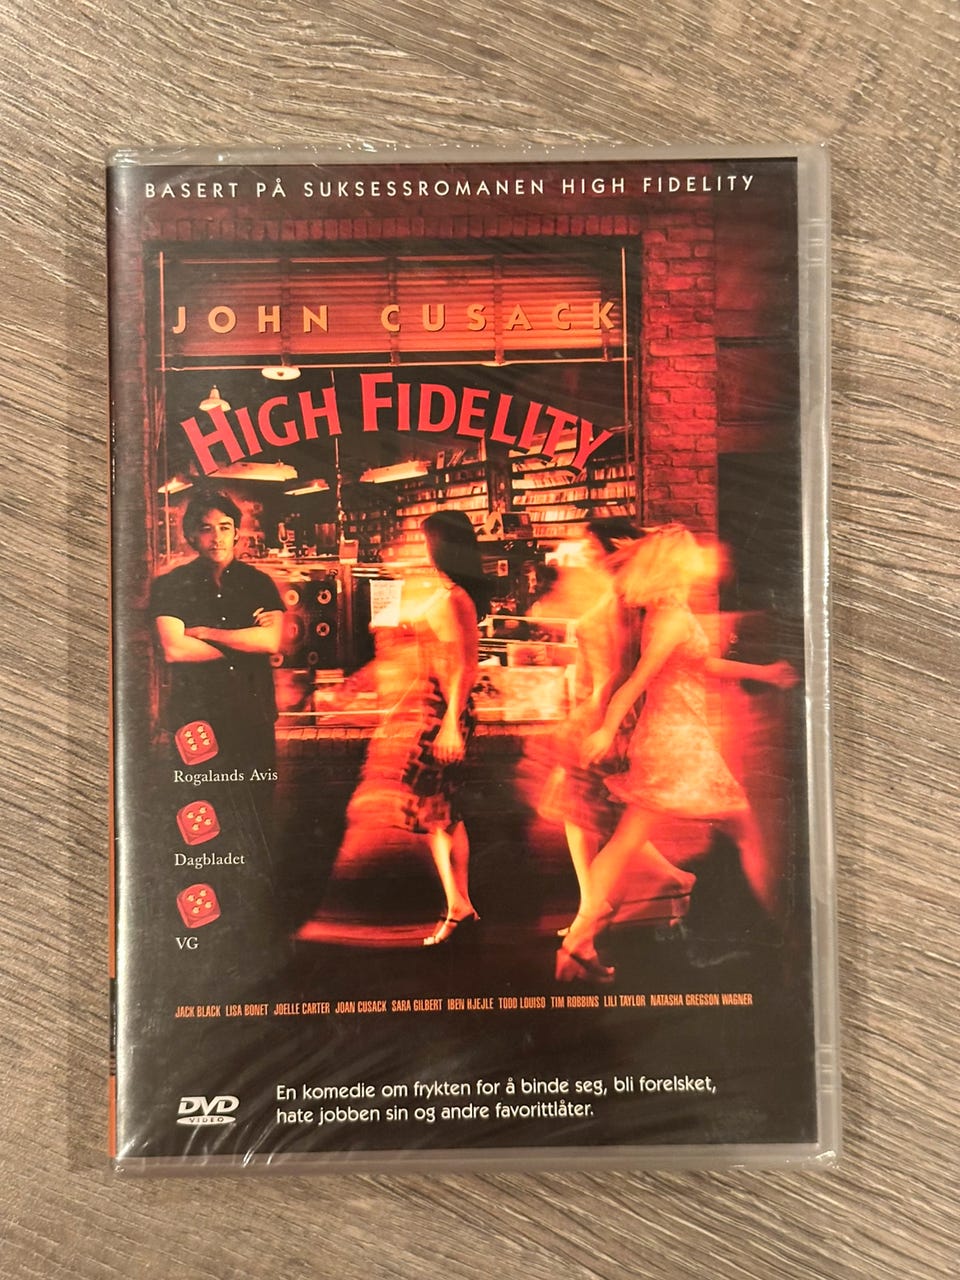 BASERT PÅ SUKSESSROMANEN HIGH FIDELITY
JOHN CUSACK
HIGH FIDELITY
Rogalands Avis
Dagbladet
VG
JACK BLACK LISA BONET JOELLE CARTER JOAN CUSACK SARA GILBERT IBEN HJEJLE TODD LOUISO TIM ROBBINS LILI TAYLOR NATASHA GREGSON WAGNER
En komedie om frykten for å binde seg, bli forelsket,
hate jobben sin og andre favorittlåter.
DVD
VIDEO